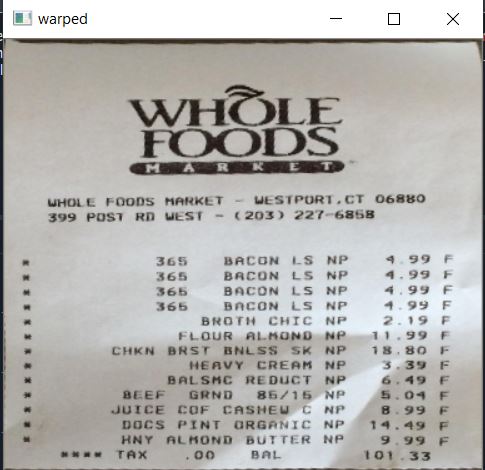 warped
WHOLE
FOODS
MARKET
WHOLE FOODS MARKET - WESTPORT,CT 06880
399 POST RD WEST - (203) 227-6858
* 365 BACON LS NP 4.99 F
* 365 BACON LS NP 4.99 F
* 365 BACON LS NP 4.99 F
* 365 BACON LS NP 4.99 F
* BROTH CHIC NP 2.19 F
* FLOUR ALMOND NP 11.99 F
* CHKN BRST BNLSS SK NP 18.80 F
* HEAVY CREAM NP 3.39 F
* BALSMC REDUCT NP 6.49 F
* BEEF GRND 85/15 NP 5.04 F
* JUICE COF CASHEW C NP 8.99 F
* DOCS PINT ORGANIC NP 14.49 F
* HNY ALMOND BUTTER NP 9.99 F
**** TAX .00 BAL 101.33